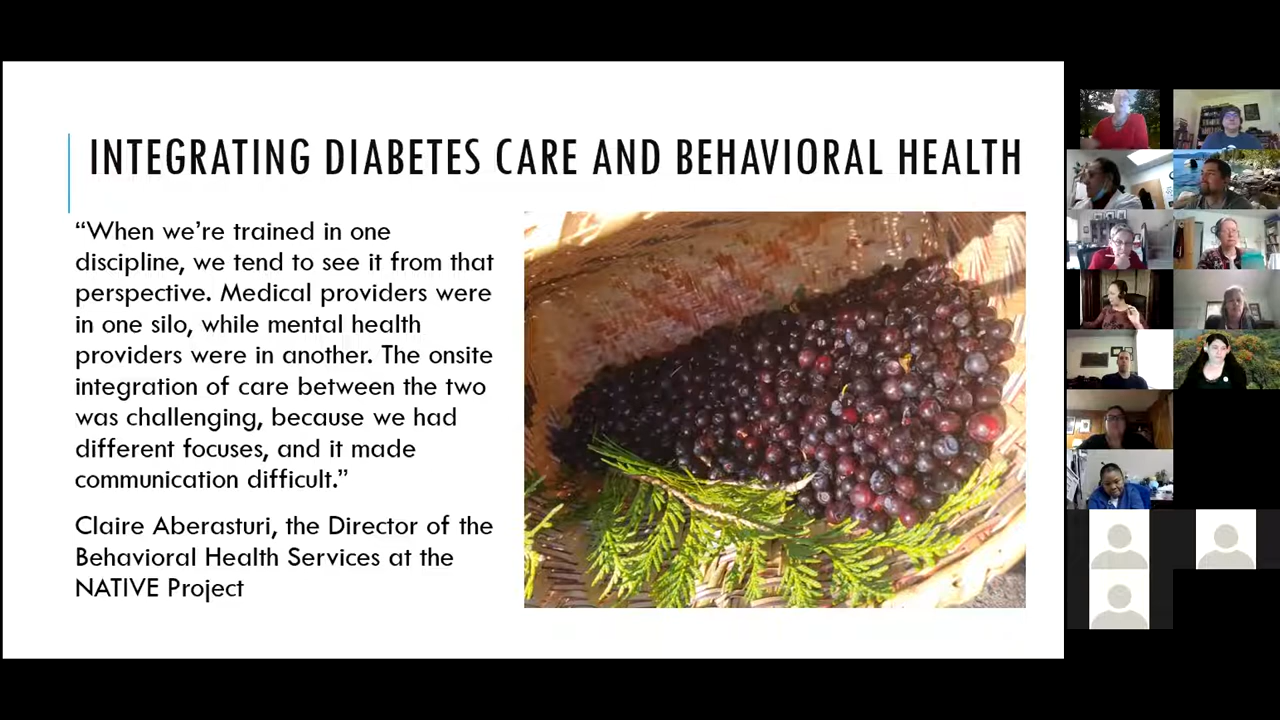 INTEGRATING DIABETES CARE AND BEHAVIORAL HEALTH
“When we’re trained in one
discipline, we tend to see it from that
perspective. Medical providers were
in one silo, while mental health
providers were in another. The onsite
integration of care between the two
was challenging, because we had
different focuses, and it made
communication difficult.”
Claire Aberasturi, the Director of the
Behavioral Health Services at the
NATIVE Project